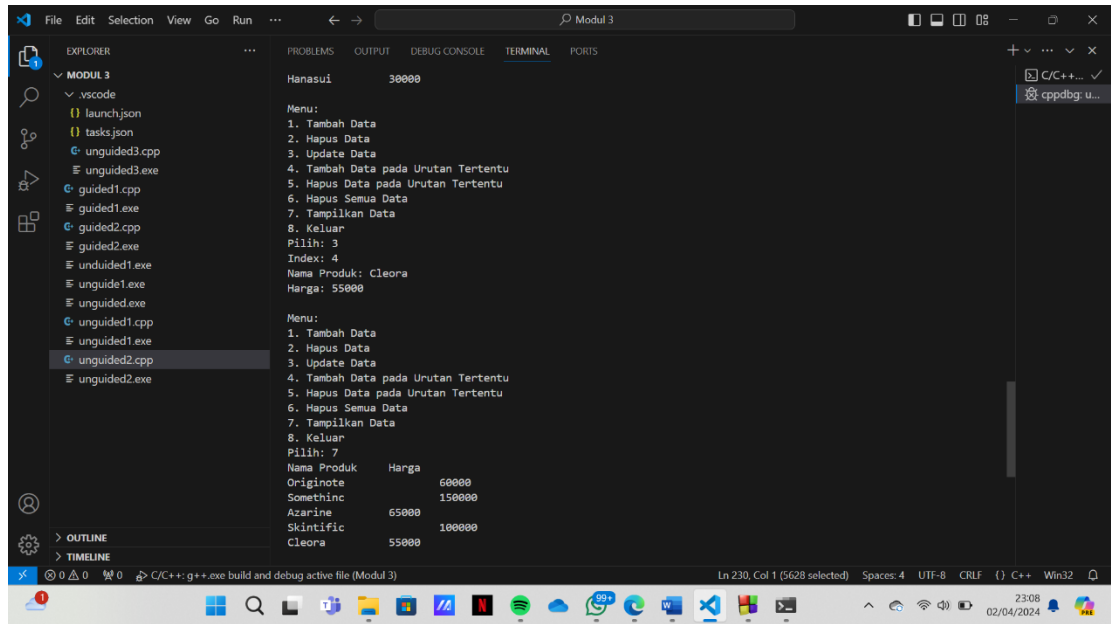 File Edit Selection View Go Run ··· Modul 3
EXPLORER ···
MODUL 3
.vscode
{} launch.json
{} tasks.json
unguided3.cpp
unguided3.exe
guided1.cpp
guided1.exe
guided2.cpp
guided2.exe
unduided1.exe
unguide1.exe
unguided.exe
unguided1.cpp
unguided1.exe
unguided2.cpp
unguided2.exe
OUTLINE
TIMELINE
1
PROBLEMS OUTPUT DEBUG CONSOLE TERMINAL PORTS
C/C++...
cppdbg: u...
Hanasui 30000
Menu:
1. Tambah Data
2. Hapus Data
3. Update Data
4. Tambah Data pada Urutan Tertentu
5. Hapus Data pada Urutan Tertentu
6. Hapus Semua Data
7. Tampilkan Data
8. Keluar
Pilih: 3
Index: 4
Nama Produk: Cleora
Harga: 55000
Menu:
1. Tambah Data
2. Hapus Data
3. Update Data
4. Tambah Data pada Urutan Tertentu
5. Hapus Data pada Urutan Tertentu
6. Hapus Semua Data
7. Tampilkan Data
8. Keluar
Pilih: 7
Nama Produk Harga
Originote 60000
Somethinc 150000
Azarine 65000
Skintific 100000
Cleora 55000
0 0 0 C/C++: g++.exe build and debug active file (Modul 3) Ln 230, Col 1 (5628 selected) Spaces: 4 UTF-8 CRLF {} C++ Win32
99+ 23:08
02/04/2024 PRE